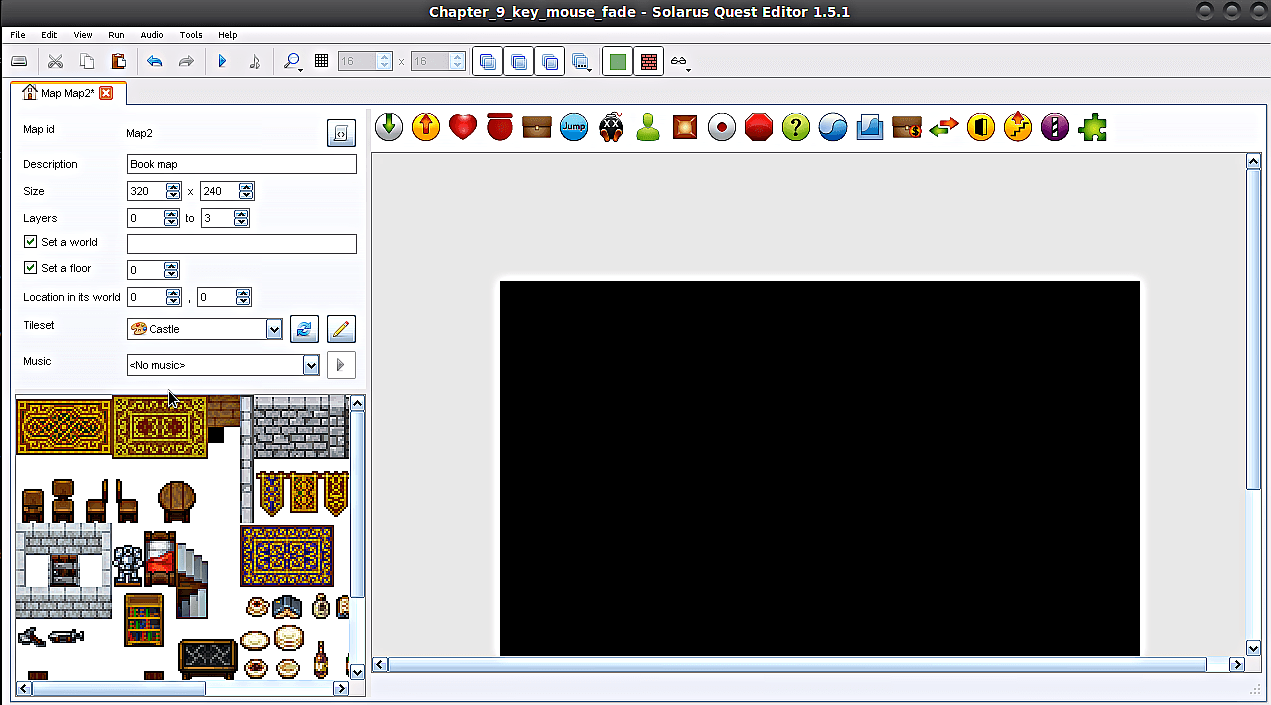 Chapter_9_key_mouse_fade - Solarus Quest Editor 1.5.1
File Edit View Run Audio Tools Help
16 x 16
Map Map2*
Map id Map2
Description Book map
Size 320 x 240
Layers 0 to 3
Set a world
Set a floor 0
Location in its world 0 , 0
Tileset Castle
Music <No music>
Jump
?
$